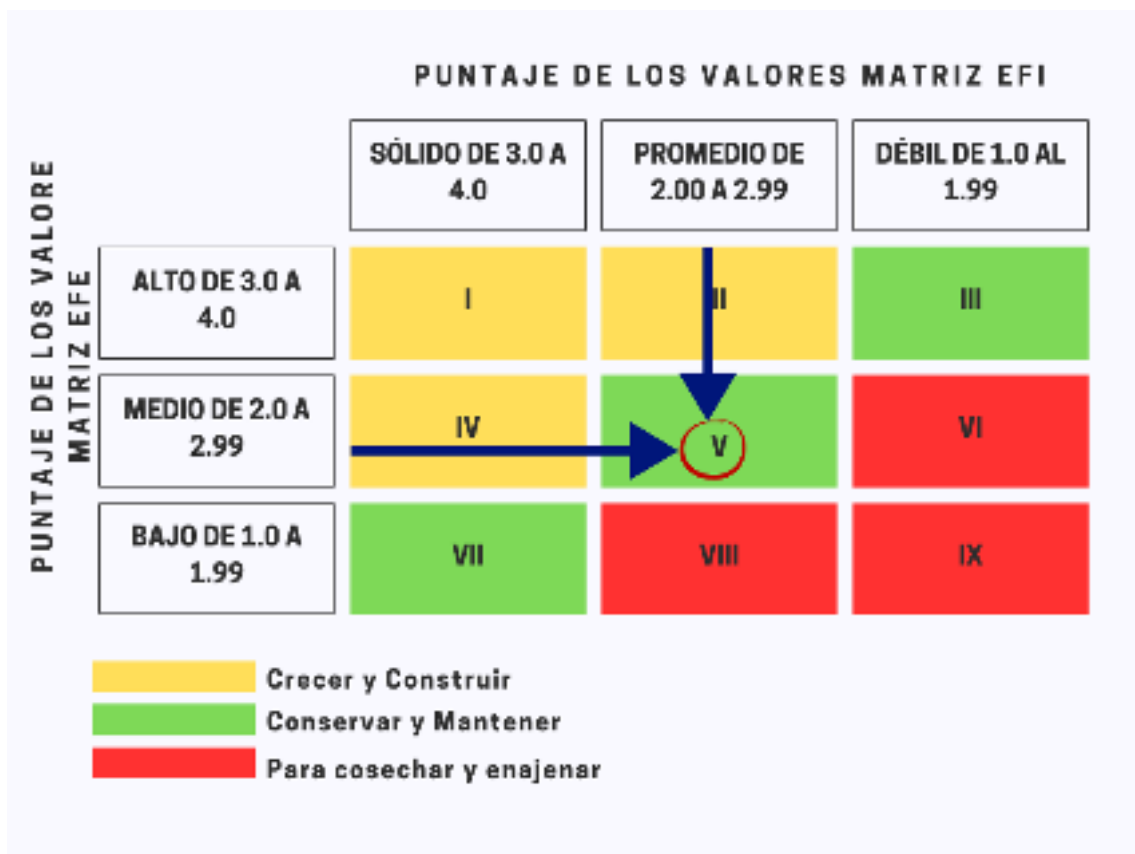 PUNTAJE DE LOS VALORES MATRIZ EFI
PUNTAJE DE LOS VALORE
MATRIZ EFE
SÓLIDO DE 3.0 A
4.0
PROMEDIO DE
2.00 A 2.99
DÉBIL DE 1.0 AL
1.99
ALTO DE 3.0 A
4.0
I
II
III
MEDIO DE 2.0 A
2.99
IV
V
VI
BAJO DE 1.0 A
1.99
VII
VIII
IX
Crecer y Construir
Conservar y Mantener
Para cosechar y enajenar